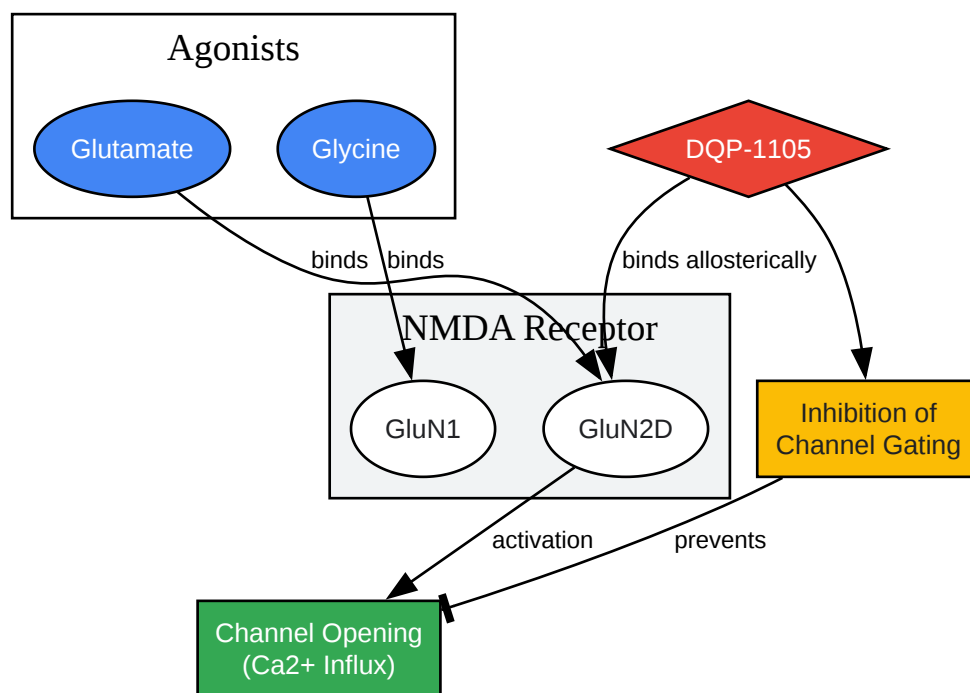 Agonists
Glutamate
Glycine
DQP-1105
binds
binds
binds allosterically
NMDA Receptor
GluN1
GluN2D
Inhibition of
Channel Gating
activation
prevents
Channel Opening
(Ca2+ Influx)